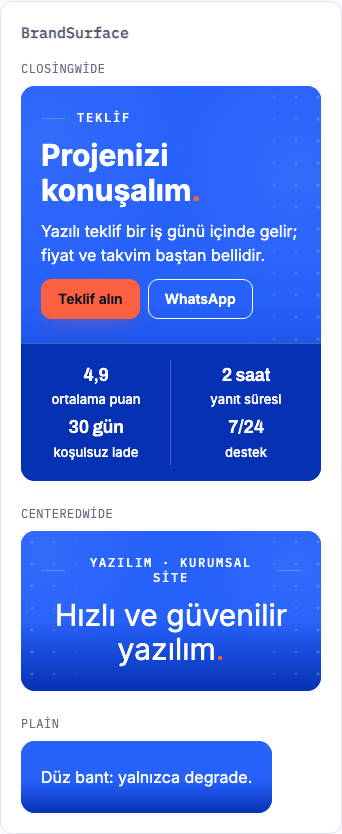 BrandSurface
CLOSİNGWİDE
TEKLİF
Projenizi
konuşalım.
Yazılı teklif bir iş günü içinde gelir;
fiyat ve takvim baştan bellidir.
Teklif alın
WhatsApp
4,9
ortalama puan
2 saat
yanıt süresi
30 gün
koşulsuz iade
7/24
destek
CENTEREDWİDE
YAZILIM · KURUMSAL
SİTE
Hızlı ve güvenilir
yazılım.
PLAİN
Düz bant: yalnızca degrade.